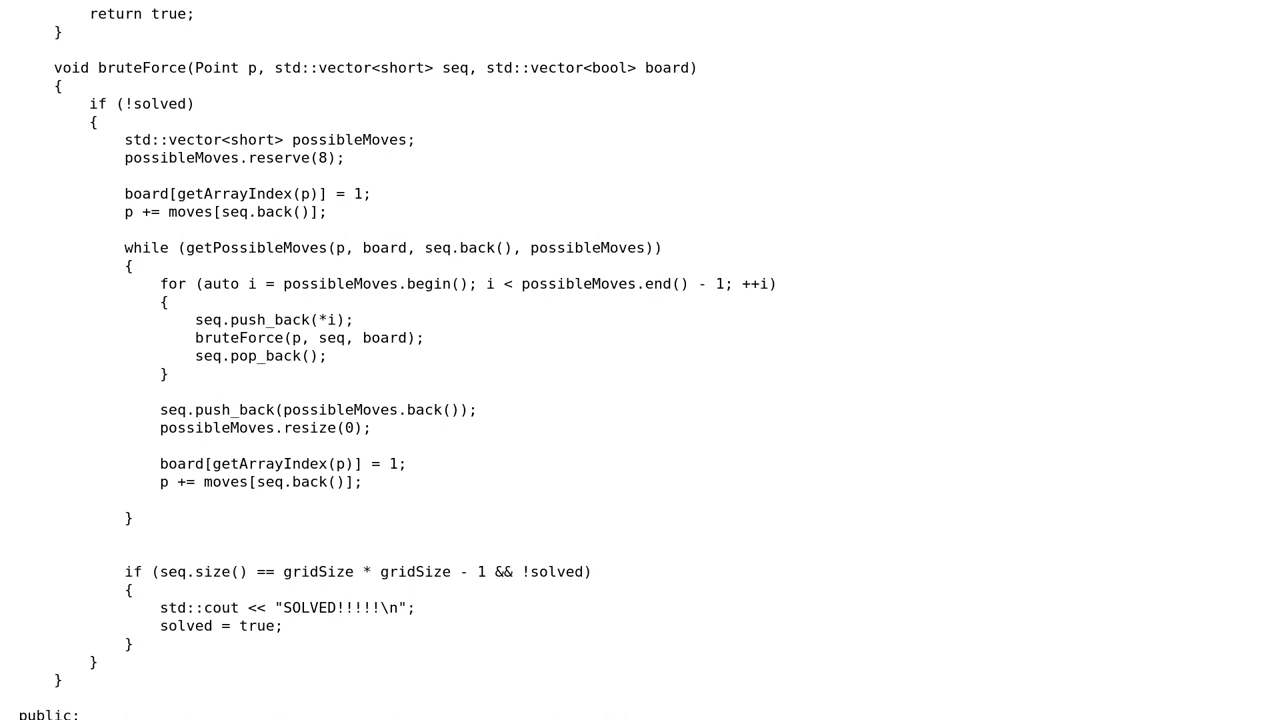 return true;
    }

    void bruteForce(Point p, std::vector<short> seq, std::vector<bool> board)
    {
        if (!solved)
        {
            std::vector<short> possibleMoves;
            possibleMoves.reserve(8);

            board[getArrayIndex(p)] = 1;
            p += moves[seq.back()];

            while (getPossibleMoves(p, board, seq.back(), possibleMoves))
            {
                for (auto i = possibleMoves.begin(); i < possibleMoves.end() - 1; ++i)
                {
                    seq.push_back(*i);
                    bruteForce(p, seq, board);
                    seq.pop_back();
                }

                seq.push_back(possibleMoves.back());
                possibleMoves.resize(0);

                board[getArrayIndex(p)] = 1;
                p += moves[seq.back()];

            }


            if (seq.size() == gridSize * gridSize - 1 && !solved)
            {
                std::cout << "SOLVED!!!!!\n";
                solved = true;
            }
        }
    }

public: